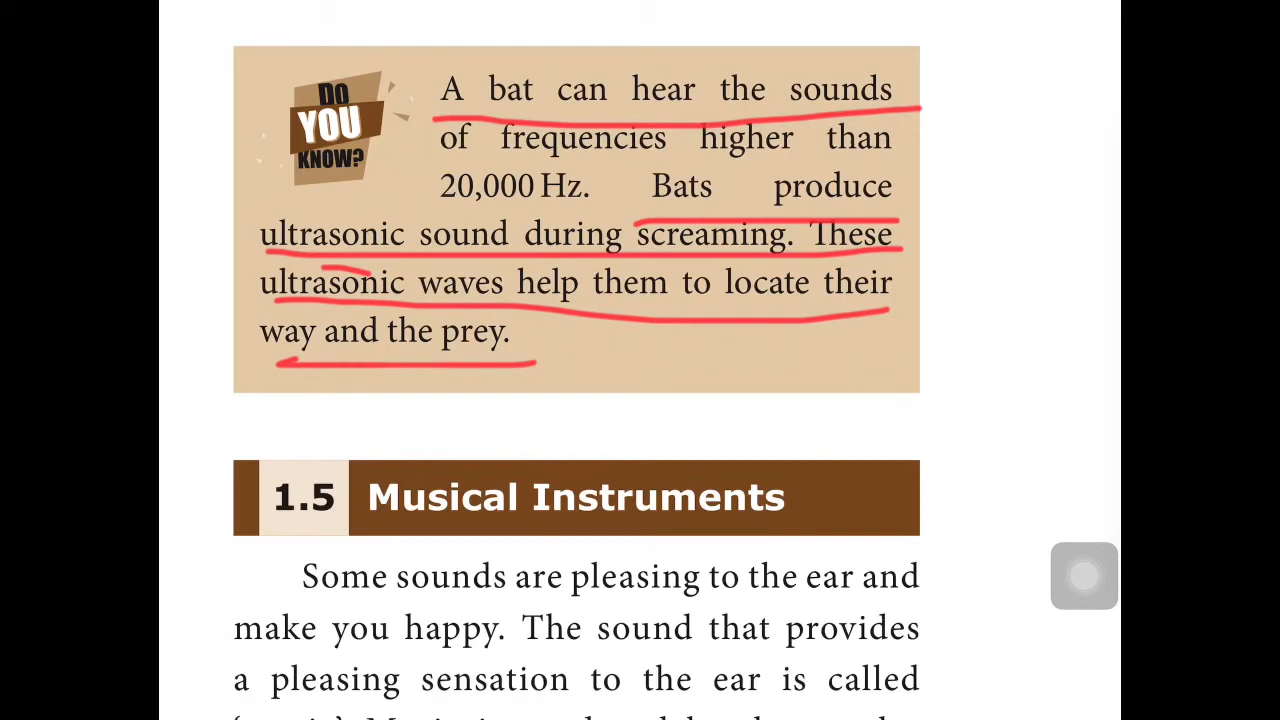 DO
YOU
KNOW?
A bat can hear the sounds
of frequencies higher than
20,000 Hz. Bats produce
ultrasonic sound during screaming. These
ultrasonic waves help them to locate their
way and the prey.
1.5 Musical Instruments
Some sounds are pleasing to the ear and
make you happy. The sound that provides
a pleasing sensation to the ear is called